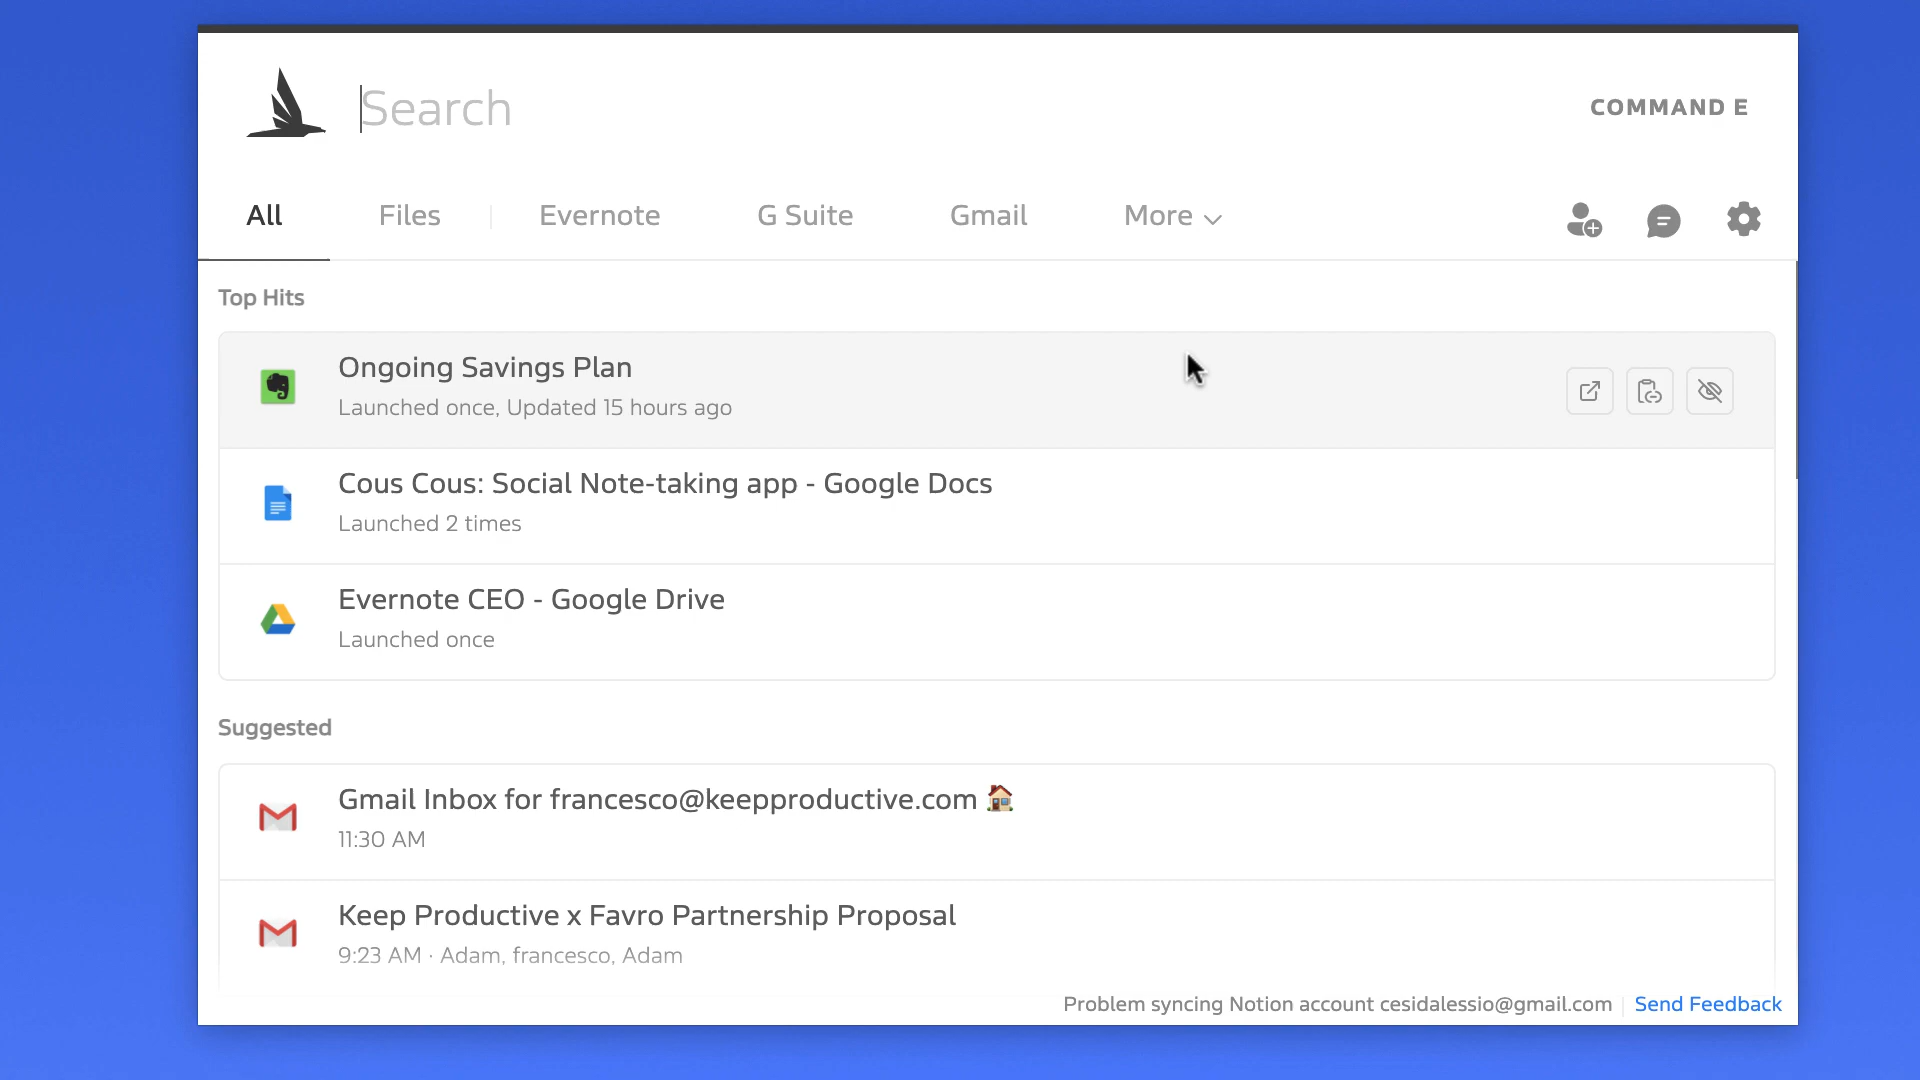 Search
COMMAND E
All
Files
Evernote
G Suite
Gmail
More
Top Hits
Ongoing Savings Plan
Launched once, Updated 15 hours ago
Cous Cous: Social Note-taking app - Google Docs
Launched 2 times
Evernote CEO - Google Drive
Launched once
Suggested
Gmail Inbox for francesco@keepproductive.com 🏠
11:30 AM
Keep Productive x Favro Partnership Proposal
9:23 AM · Adam, francesco, Adam
Problem syncing Notion account cesidalessio@gmail.com
Send Feedback